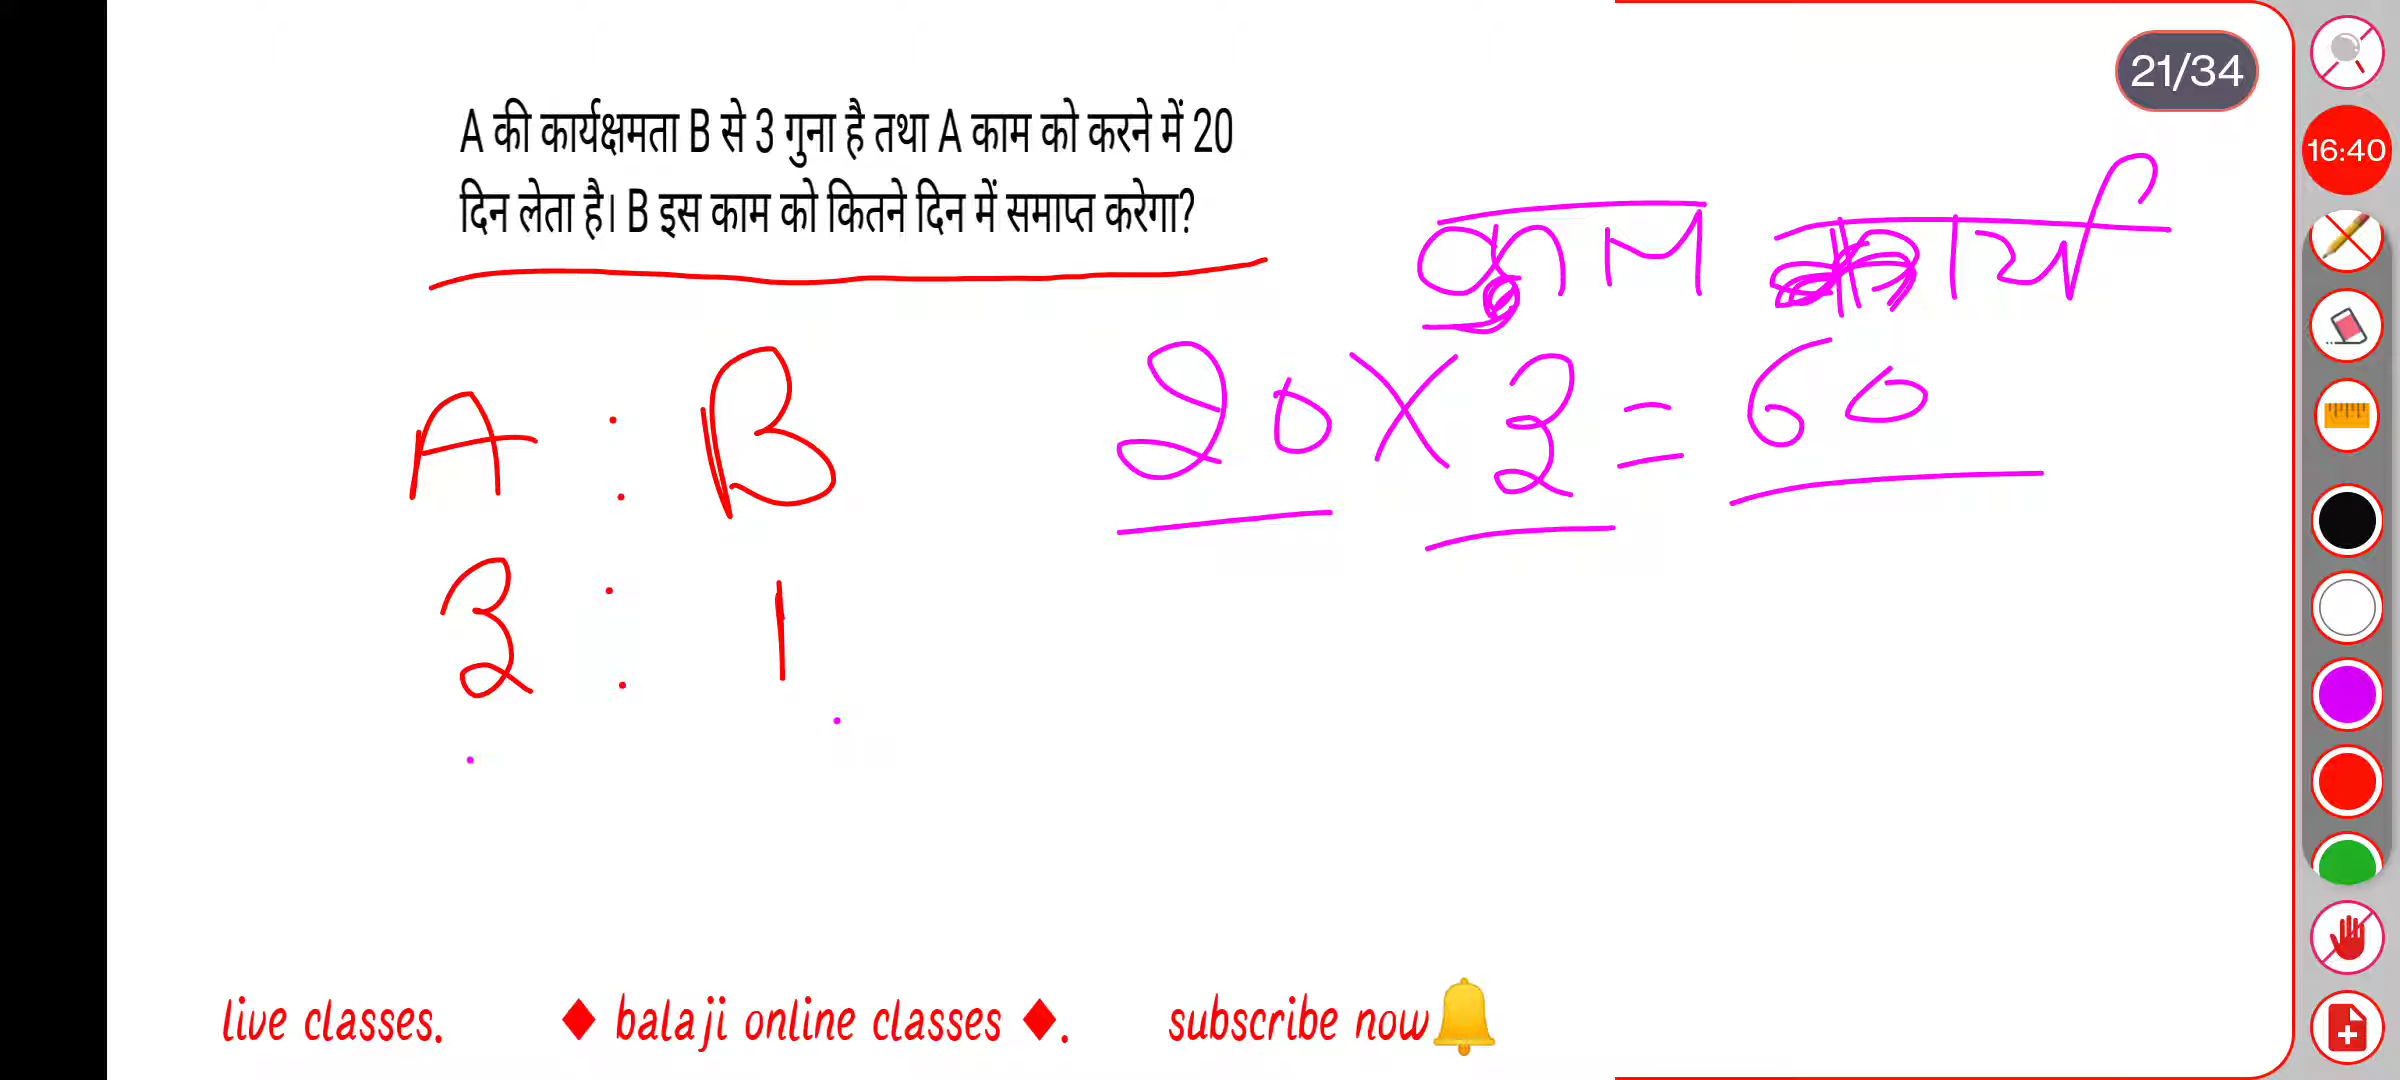 21/34
16:40
A की कार्यक्षमता B से 3 गुना है तथा A काम को करने में 20
दिन लेता है। B इस काम को कितने दिन में समाप्त करेगा?
काम कार्य
A : B
20 × 3 = 60
3 : 1
live classes. ♦ balaji online classes ♦. subscribe now🔔